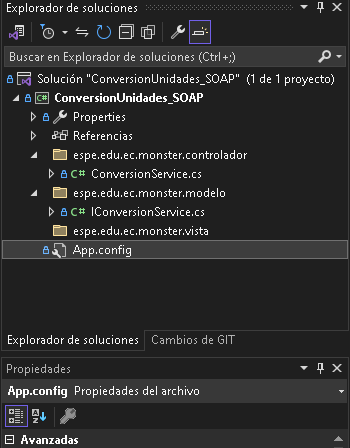 Explorador de soluciones
Buscar en Explorador de soluciones (Ctrl+;)
Solución "ConversionUnidades_SOAP" (1 de 1 proyecto)
C# ConversionUnidades_SOAP
Properties
Referencias
espe.edu.ec.monster.controlador
C# ConversionService.cs
espe.edu.ec.monster.modelo
C# IConversionService.cs
espe.edu.ec.monster.vista
App.config
Explorador de soluciones Cambios de GIT
Propiedades
App.config Propiedades del archivo
Avanzadas